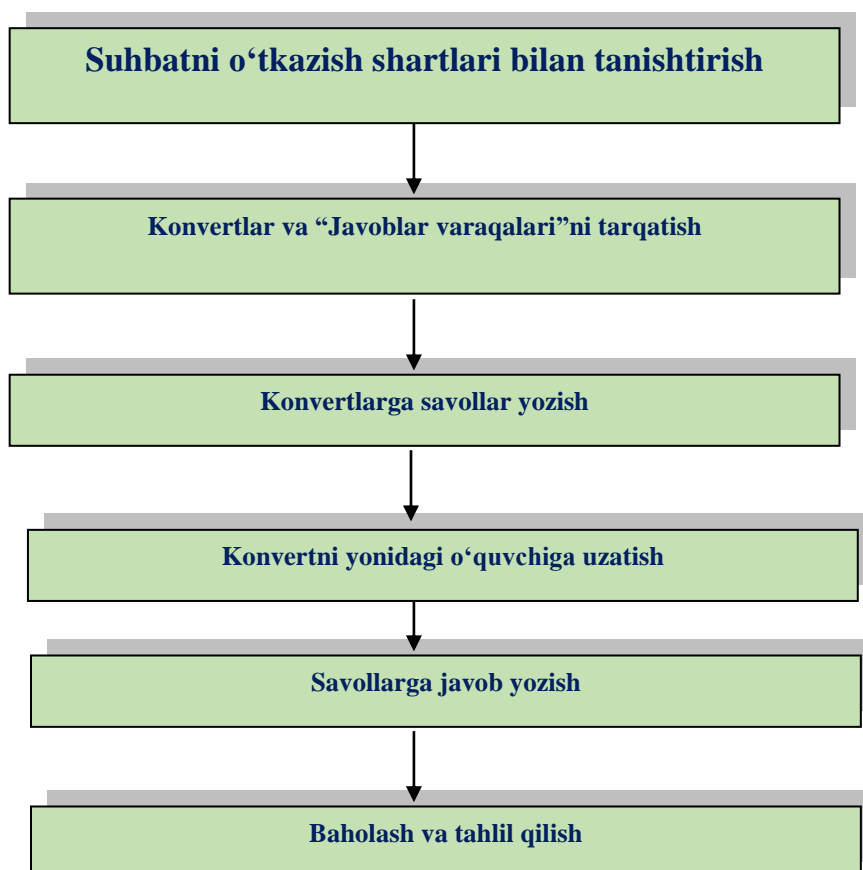 Suhbatni o‘tkazish shartlari bilan tanishtirish
Konvertlar va “Javoblar varaqalari”ni tarqatish
Konvertlarga savollar yozish
Konvertni yonidagi o‘quvchiga uzatish
Savollarga javob yozish
Baholash va tahlil qilish